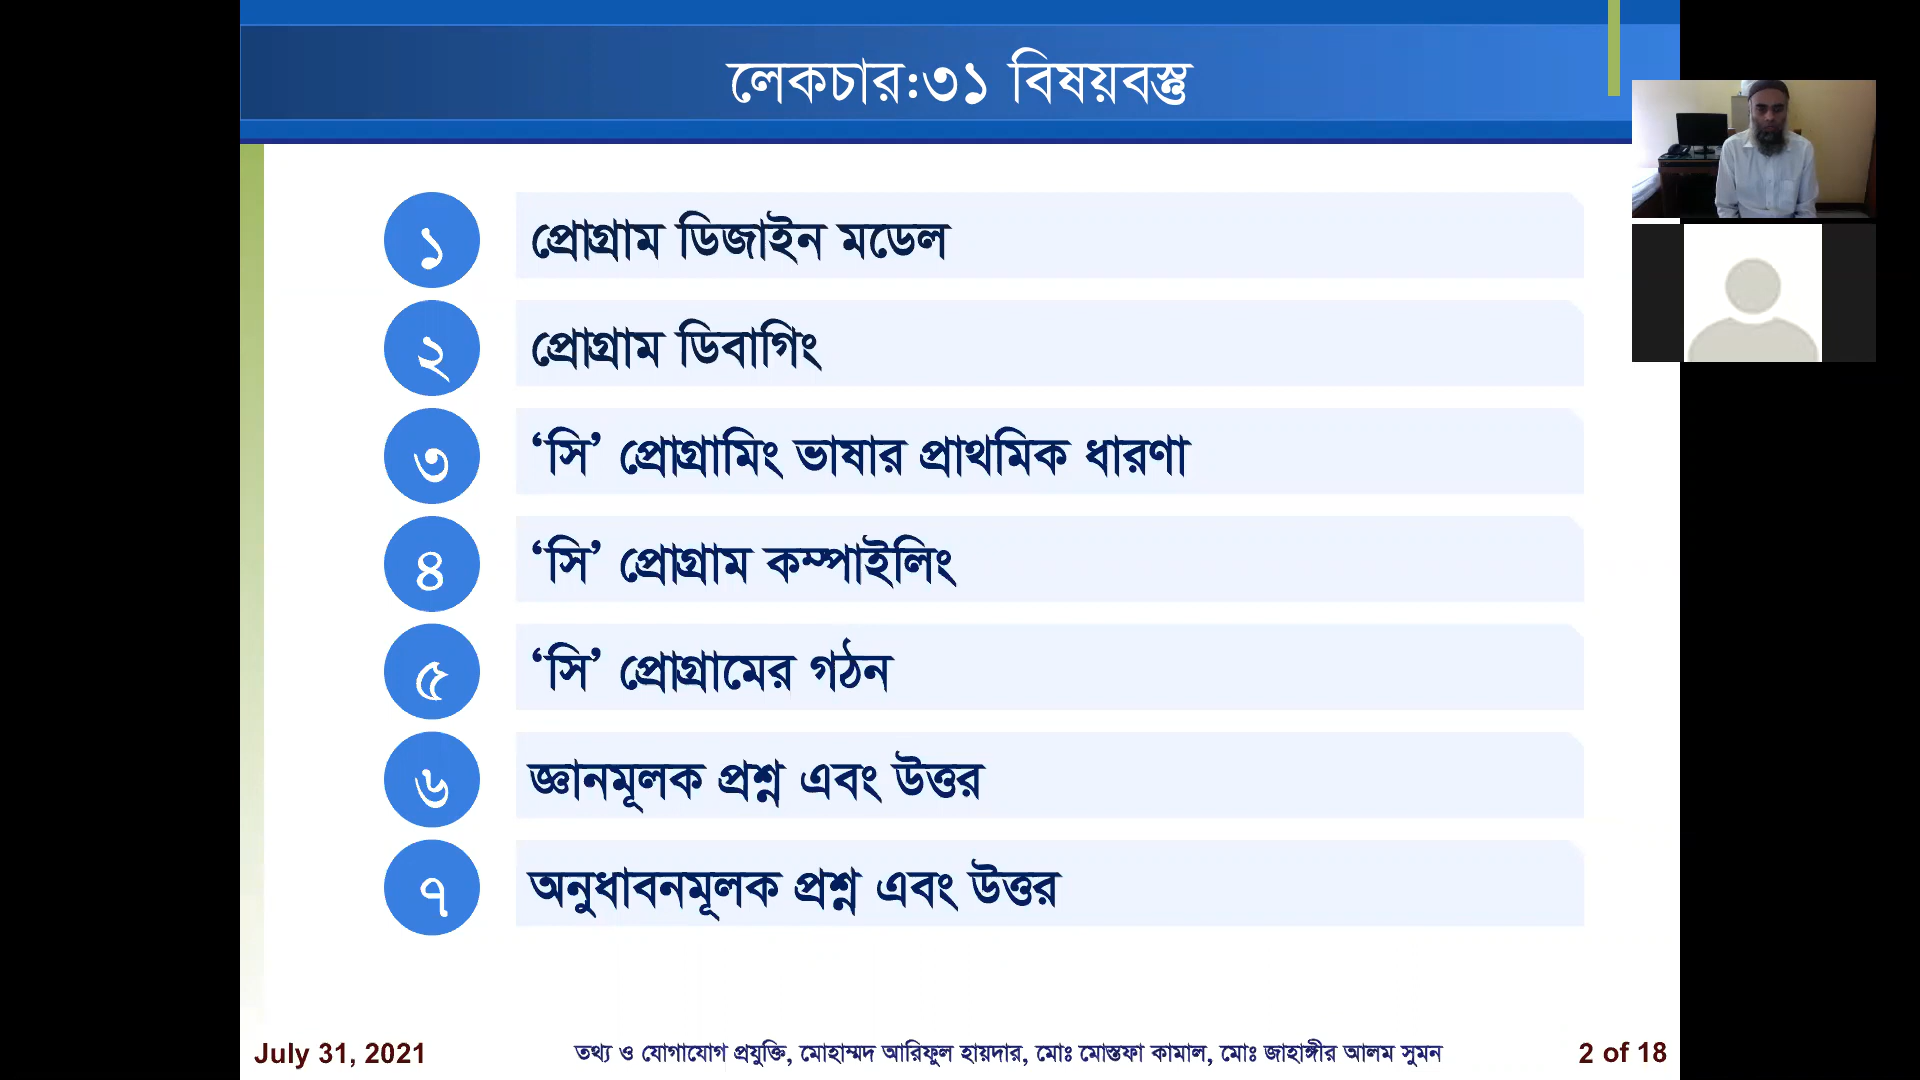 লেকচার:৩১ বিষয়বস্তু
১ প্রোগ্রাম ডিজাইন মডেল
২ প্রোগ্রাম ডিবাগিং
৩ ‘সি’ প্রোগ্রামিং ভাষার প্রাথমিক ধারণা
৪ ‘সি’ প্রোগ্রাম কম্পাইলিং
৫ ‘সি’ প্রোগ্রামের গঠন
৬ জ্ঞানমূলক প্রশ্ন এবং উত্তর
৭ অনুধাবনমূলক প্রশ্ন এবং উত্তর
July 31, 2021 তথ্য ও যোগাযোগ প্রযুক্তি, মোহাম্মদ আরিফুল হায়দার, মোঃ মোস্তফা কামাল, মোঃ জাহাঙ্গীর আলম সুমন 2 of 18